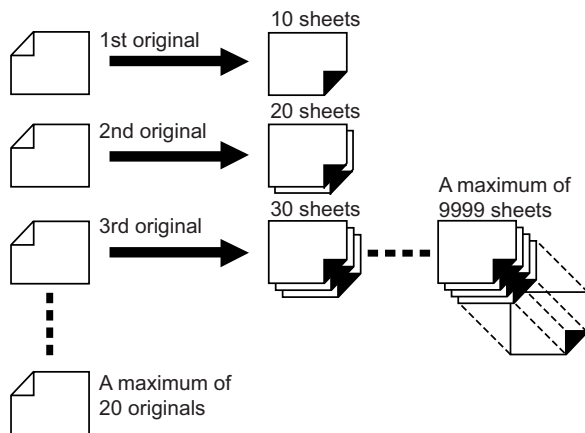 1st original
10 sheets
2nd original
20 sheets
3rd original
30 sheets
A maximum of
9999 sheets
A maximum of
20 originals